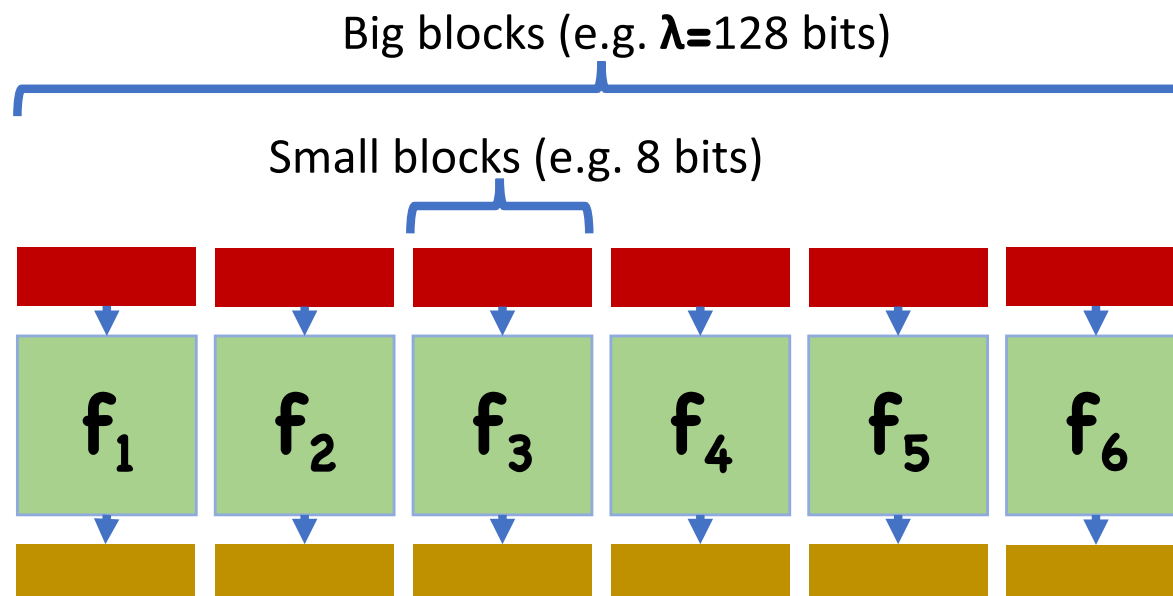 Big blocks (e.g. λ=128 bits)
Small blocks (e.g. 8 bits)
f₁ f₂ f₃ f₄ f₅ f₆